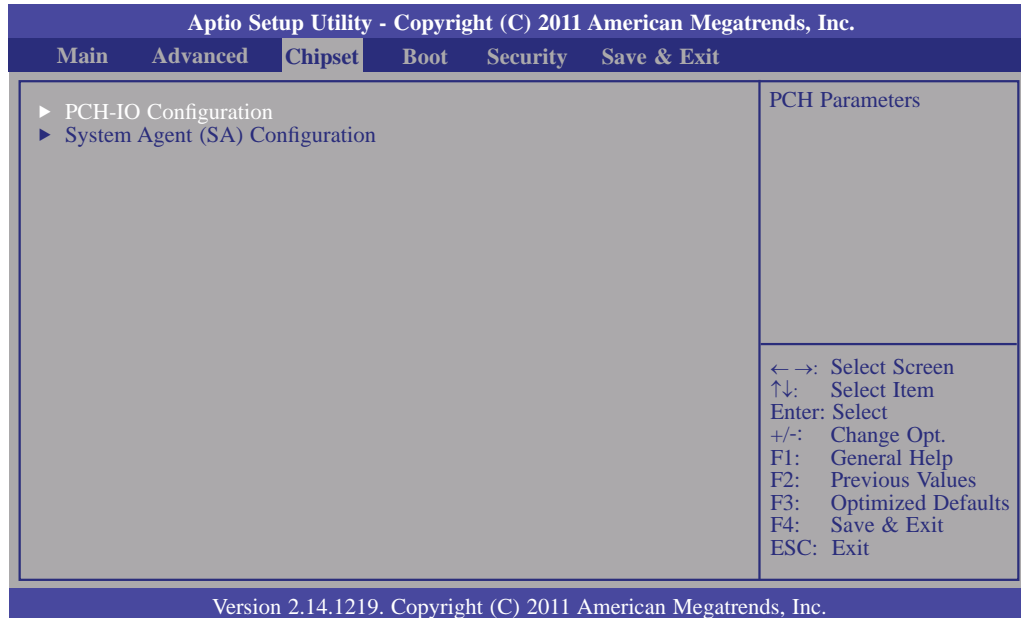 Aptio Setup Utility - Copyright (C) 2011 American Megatrends, Inc.
Main Advanced Chipset Boot Security Save & Exit
► PCH-IO Configuration
► System Agent (SA) Configuration
PCH Parameters
← →: Select Screen
↑↓: Select Item
Enter: Select
+/-: Change Opt.
F1: General Help
F2: Previous Values
F3: Optimized Defaults
F4: Save & Exit
ESC: Exit
Version 2.14.1219. Copyright (C) 2011 American Megatrends, Inc.